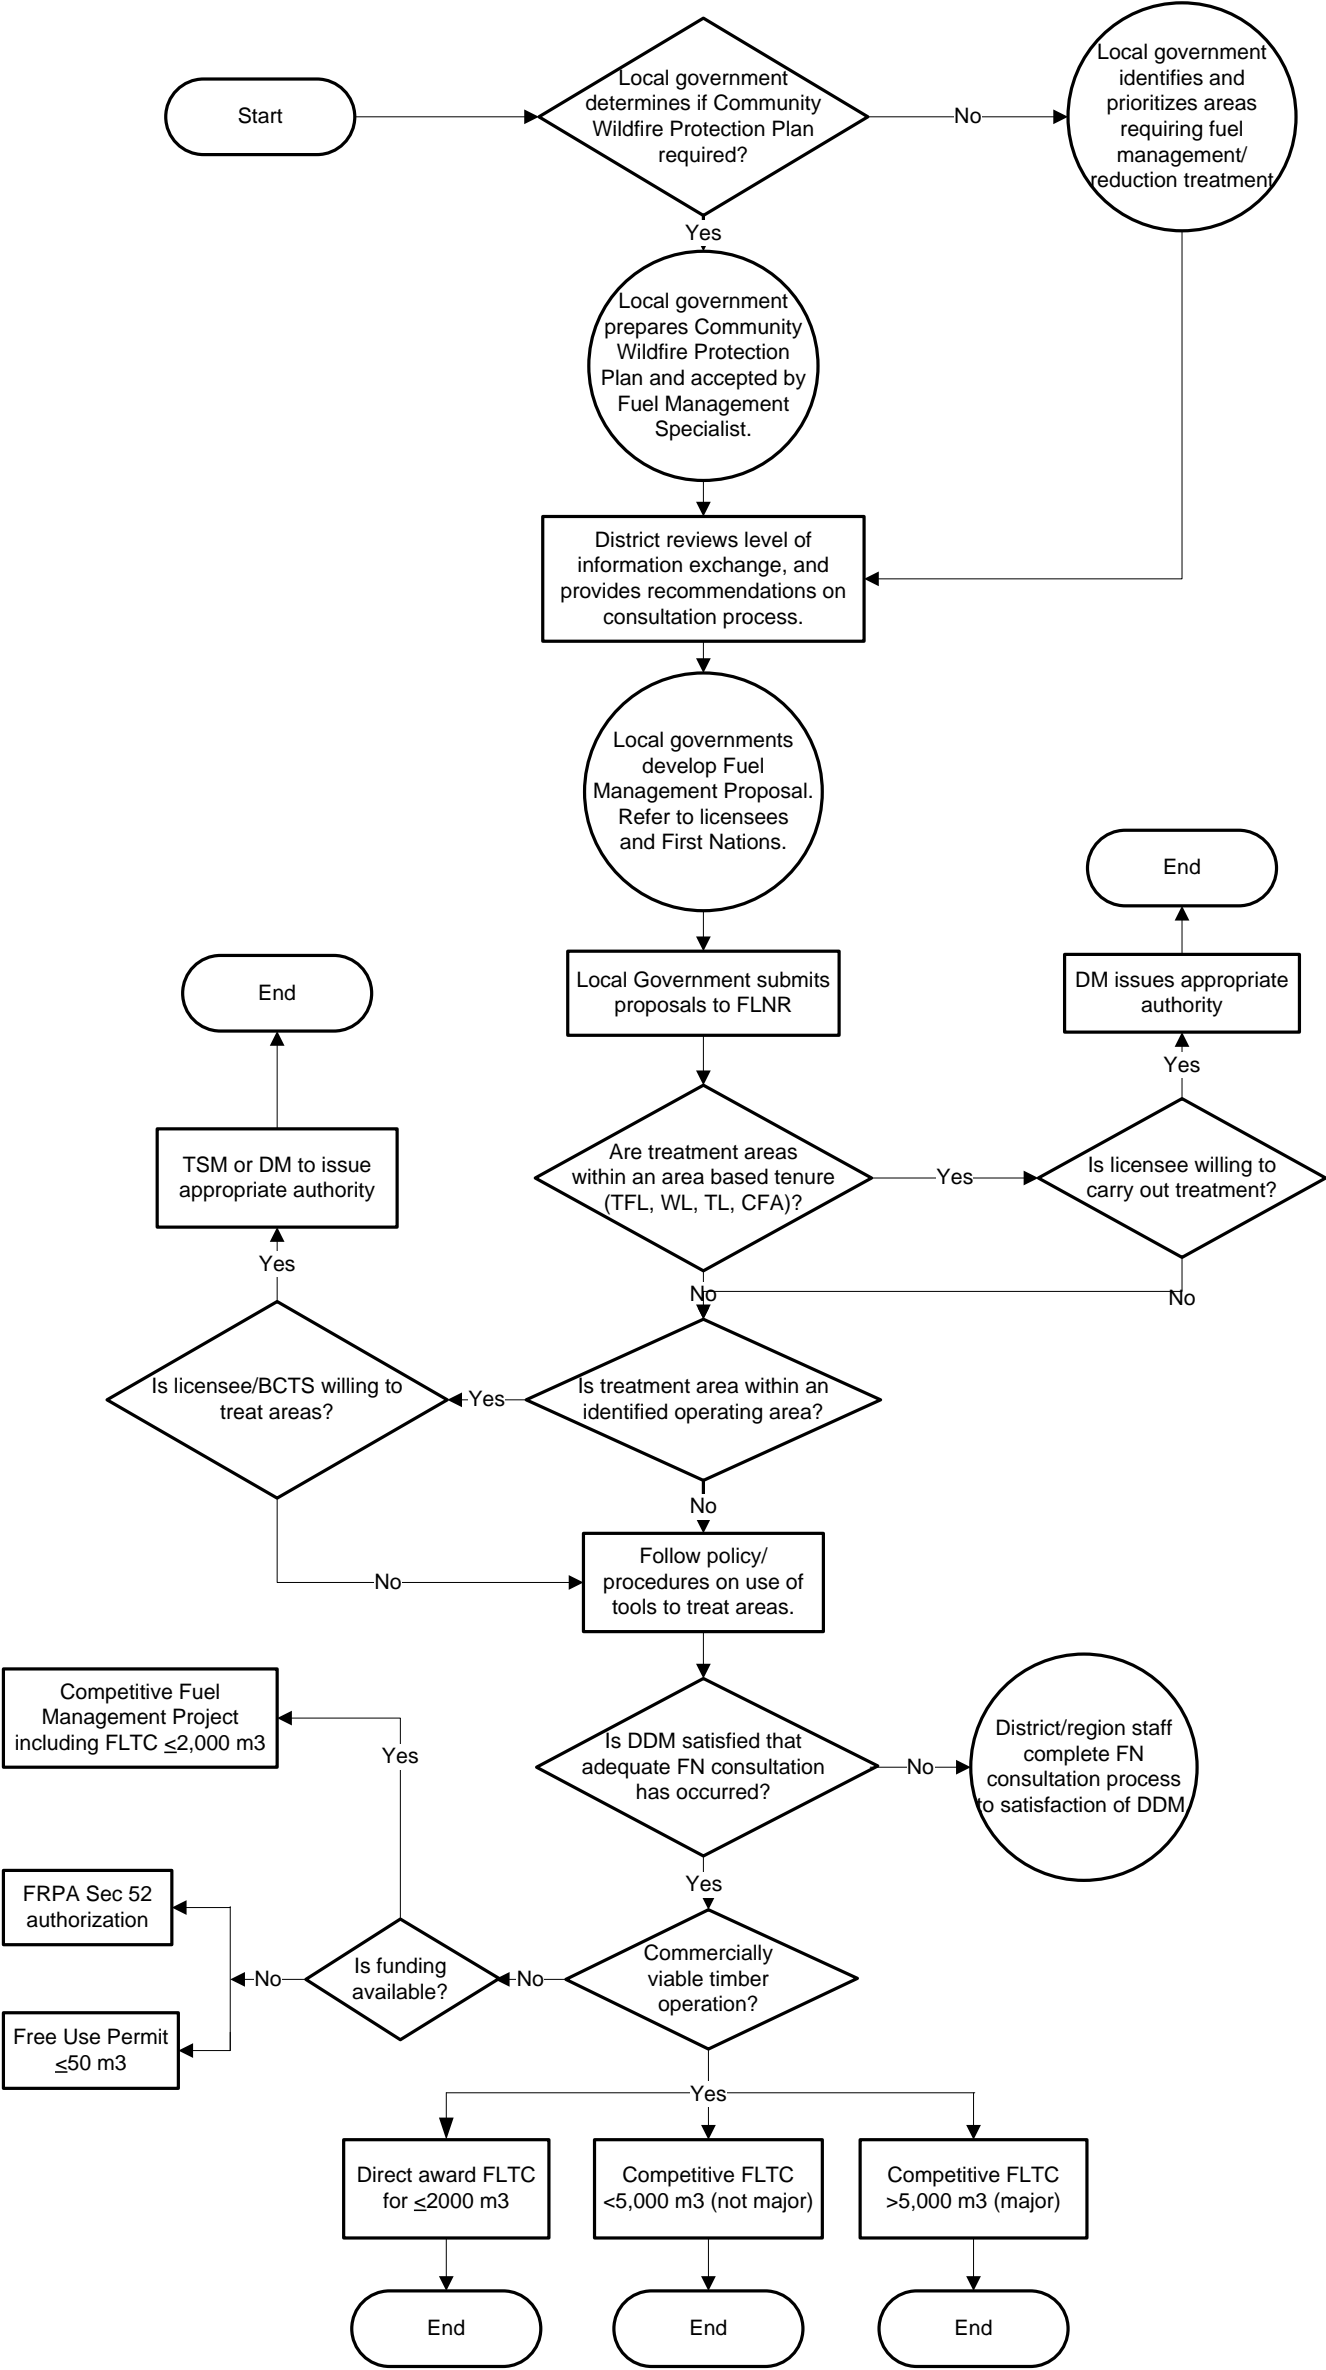 Start
Local government
determines if Community
Wildfire Protection Plan
required?
No
Local government
identifies and
prioritizes areas
requiring fuel
management/
reduction treatment
Yes
Local government
prepares Community
Wildfire Protection
Plan and accepted by
Fuel Management
Specialist.
District reviews level of
information exchange, and
provides recommendations on
consultation process.
Local governments
develop Fuel
Management Proposal.
Refer to licensees
and First Nations.
End
Local Government submits
proposals to FLNR
DM issues appropriate
authority
End
Yes
Are treatment areas
within an area based tenure
(TFL, WL, TL, CFA)?
Yes
Is licensee willing to
carry out treatment?
TSM or DM to issue
appropriate authority
Yes
No
No
Is licensee/BCTS willing to
treat areas?
Yes
Is treatment area within an
identified operating area?
No
No
Follow policy/
procedures on use of
tools to treat areas.
Competitive Fuel
Management Project
including FLTC ≤2,000 m3
Yes
Is DDM satisfied that
adequate FN consultation
has occurred?
No
District/region staff
complete FN
consultation process
to satisfaction of DDM
Yes
FRPA Sec 52
authorization
No
Is funding
available?
No
Commercially
viable timber
operation?
Free Use Permit
≤50 m3
Yes
Direct award FLTC
for ≤2000 m3
Competitive FLTC
<5,000 m3 (not major)
Competitive FLTC
>5,000 m3 (major)
End
End
End